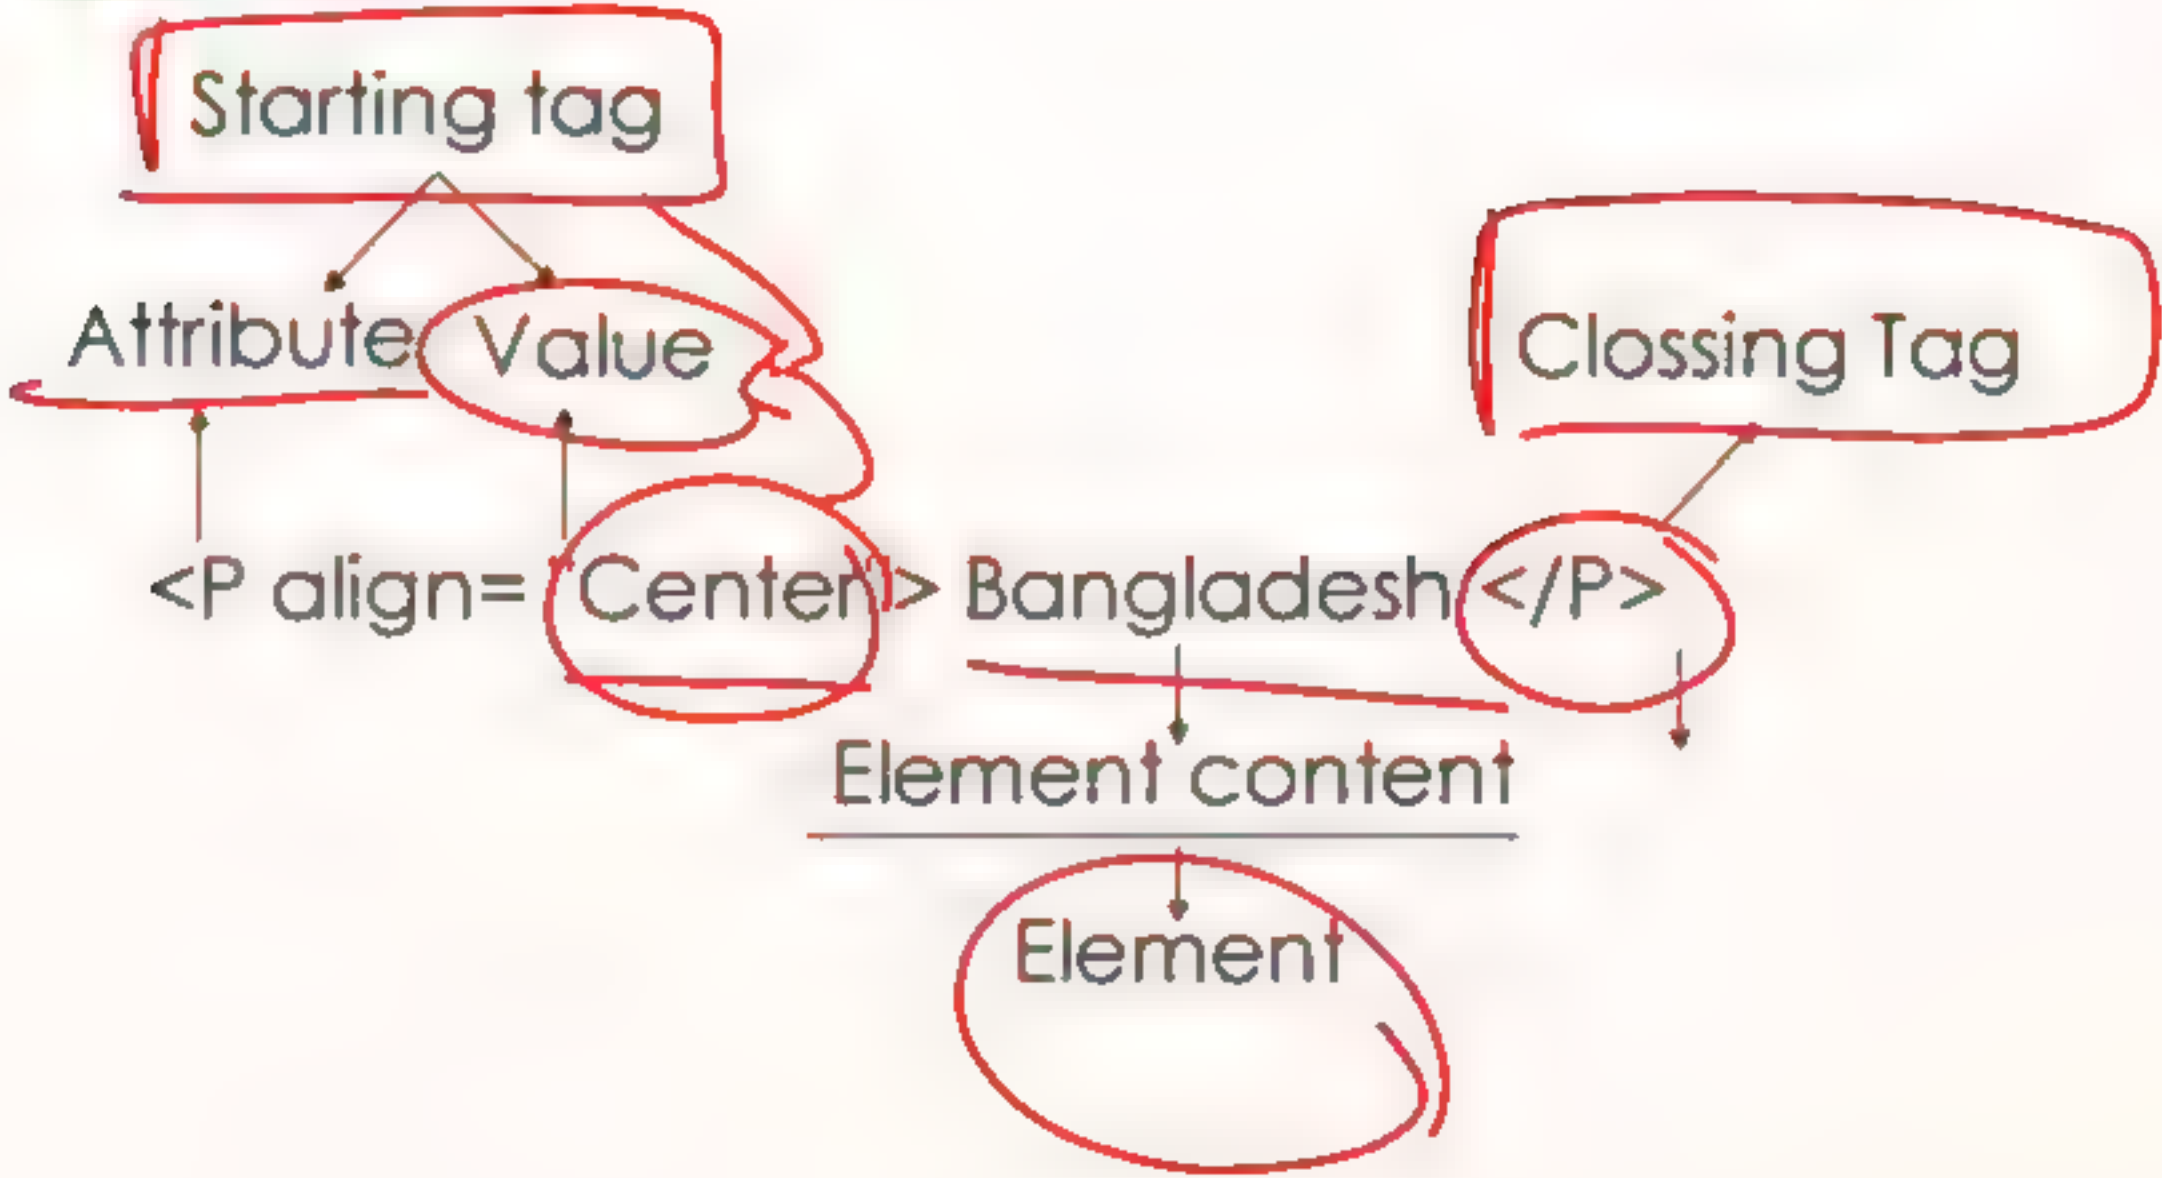 Starting tag
Attribute Value
Clossing Tag
<P align= "Center"> Bangladesh </P>
Element content
Element